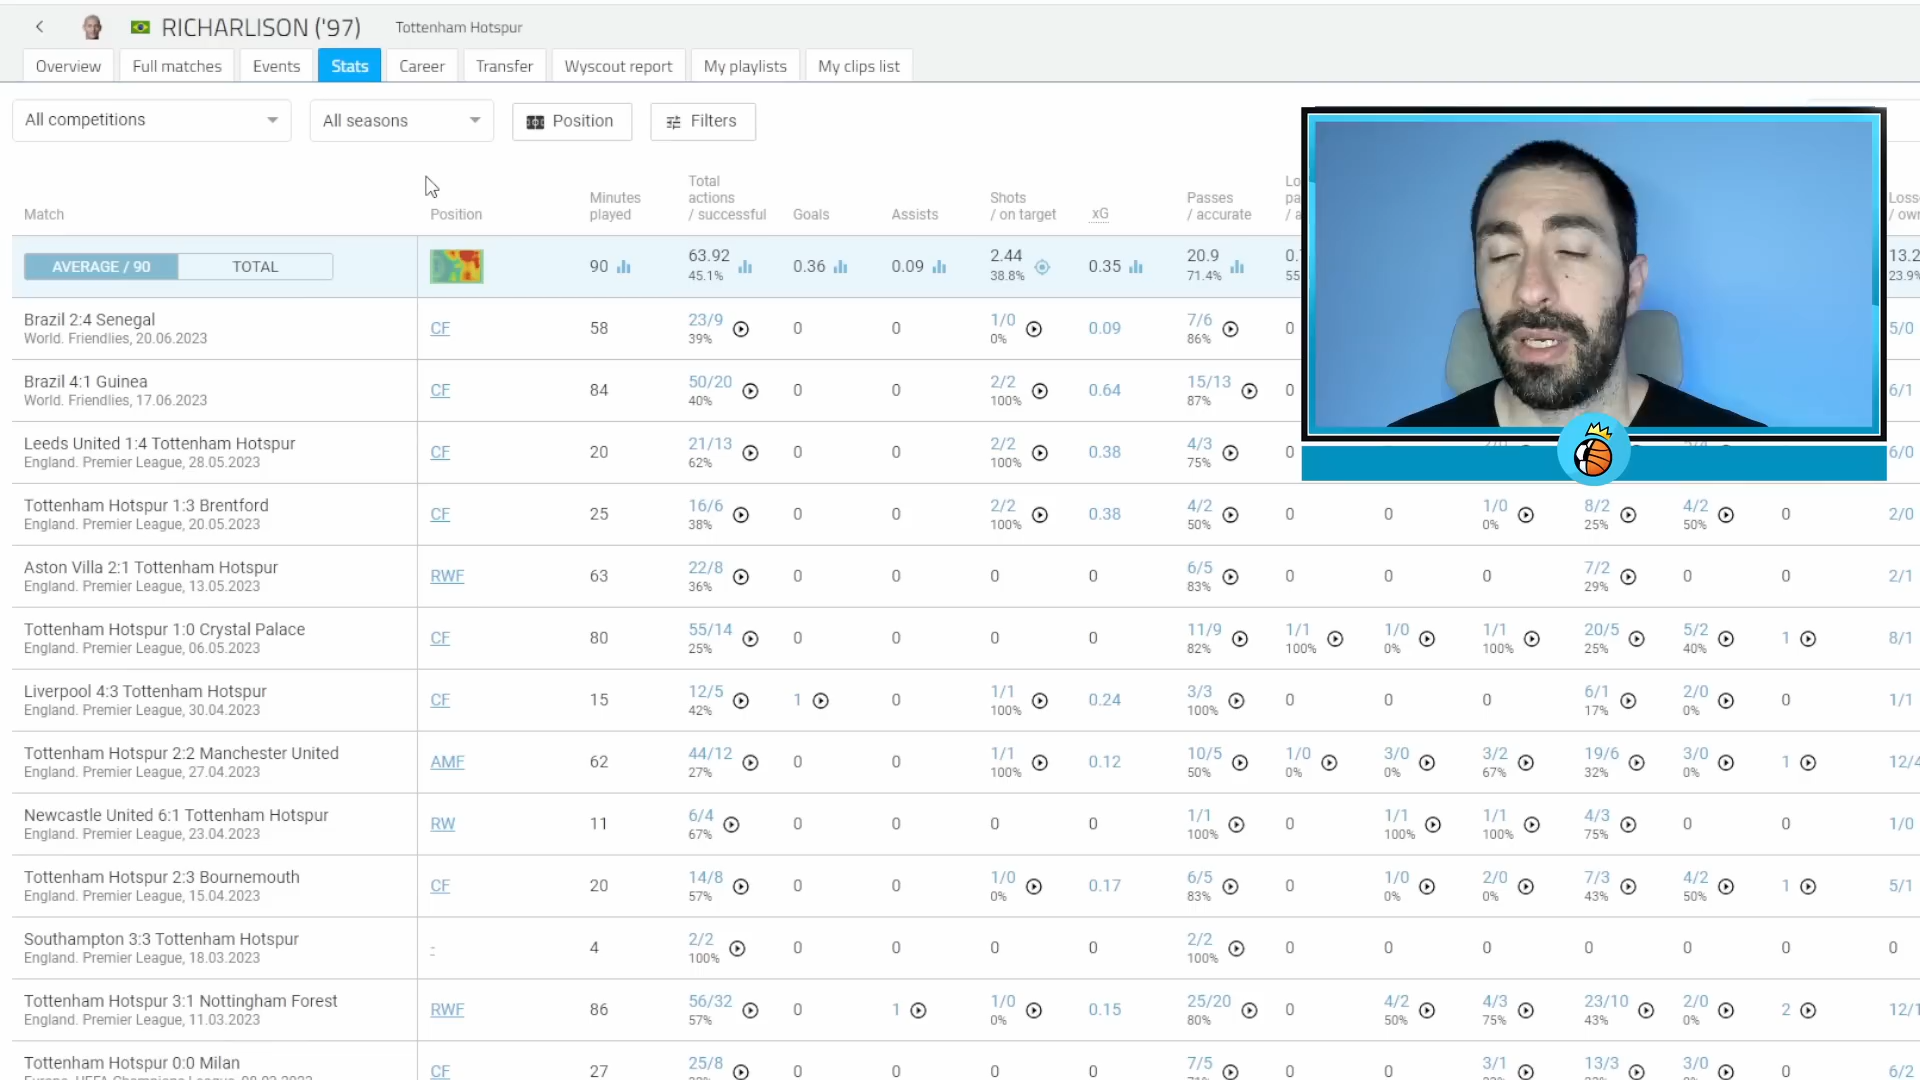 RICHARLISON ('97) Tottenham Hotspur
Overview Full matches Events Stats Career Transfer Wyscout report My playlists My clips list
All competitions All seasons Position Filters
Match Position Minutes played Total actions / successful Goals Assists Shots / on target xG Passes / accurate
AVERAGE / 90 TOTAL 90 63.92 45.1% 0.36 0.09 2.44 38.8% 0.35 20.9 71.4%
Brazil 2:4 Senegal CF 58 23/9 39% 0 0 1/0 0% 0.09 7/6 86% 0 5/0
World. Friendlies, 20.06.2023
Brazil 4:1 Guinea CF 84 50/20 40% 0 0 2/2 100% 0.64 15/13 87% 0 6/1
World. Friendlies, 17.06.2023
Leeds United 1:4 Tottenham Hotspur CF 20 21/13 62% 0 0 2/2 100% 0.38 4/3 75% 0 6/0
England. Premier League, 28.05.2023
Tottenham Hotspur 1:3 Brentford CF 25 16/6 38% 0 0 2/2 100% 0.38 4/2 50% 0 0 1/0 0% 8/2 25% 4/2 50% 0 2/0
England. Premier League, 20.05.2023
Aston Villa 2:1 Tottenham Hotspur RWF 63 22/8 36% 0 0 0 0 6/5 83% 0 0 0 7/2 29% 0 0 2/1
England. Premier League, 13.05.2023
Tottenham Hotspur 1:0 Crystal Palace CF 80 55/14 25% 0 0 0 0 11/9 82% 1/1 100% 1/0 0% 1/1 100% 20/5 25% 5/2 40% 1 8/1
England. Premier League, 06.05.2023
Liverpool 4:3 Tottenham Hotspur CF 15 12/5 42% 1 0 1/1 100% 0.24 3/3 100% 0 0 0 6/1 17% 2/0 0% 0 1/1
England. Premier League, 30.04.2023
Tottenham Hotspur 2:2 Manchester United AMF 62 44/12 27% 0 0 1/1 100% 0.12 10/5 50% 1/0 0% 3/0 0% 3/2 67% 19/6 32% 3/0 0% 1 12/4
England. Premier League, 27.04.2023
Newcastle United 6:1 Tottenham Hotspur RW 11 6/4 67% 0 0 0 0 1/1 100% 0 1/1 100% 1/1 100% 4/3 75% 0 0 1/0
England. Premier League, 23.04.2023
Tottenham Hotspur 2:3 Bournemouth CF 20 14/8 57% 0 0 1/0 0% 0.17 6/5 83% 0 1/0 0% 2/0 0% 7/3 43% 4/2 50% 1 5/1
England. Premier League, 15.04.2023
Southampton 3:3 Tottenham Hotspur - 4 2/2 100% 0 0 0 0 2/2 100% 0 0 0 0 0 0 0
England. Premier League, 18.03.2023
Tottenham Hotspur 3:1 Nottingham Forest RWF 86 56/32 57% 0 1 1/0 0% 0.15 25/20 80% 0 4/2 50% 4/3 75% 23/10 43% 2/0 0% 2 12/1
England. Premier League, 11.03.2023
Tottenham Hotspur 0:0 Milan CF 27 25/8 0 0 0 0 7/5 0 0 3/1 13/3 3/0 0 6/2